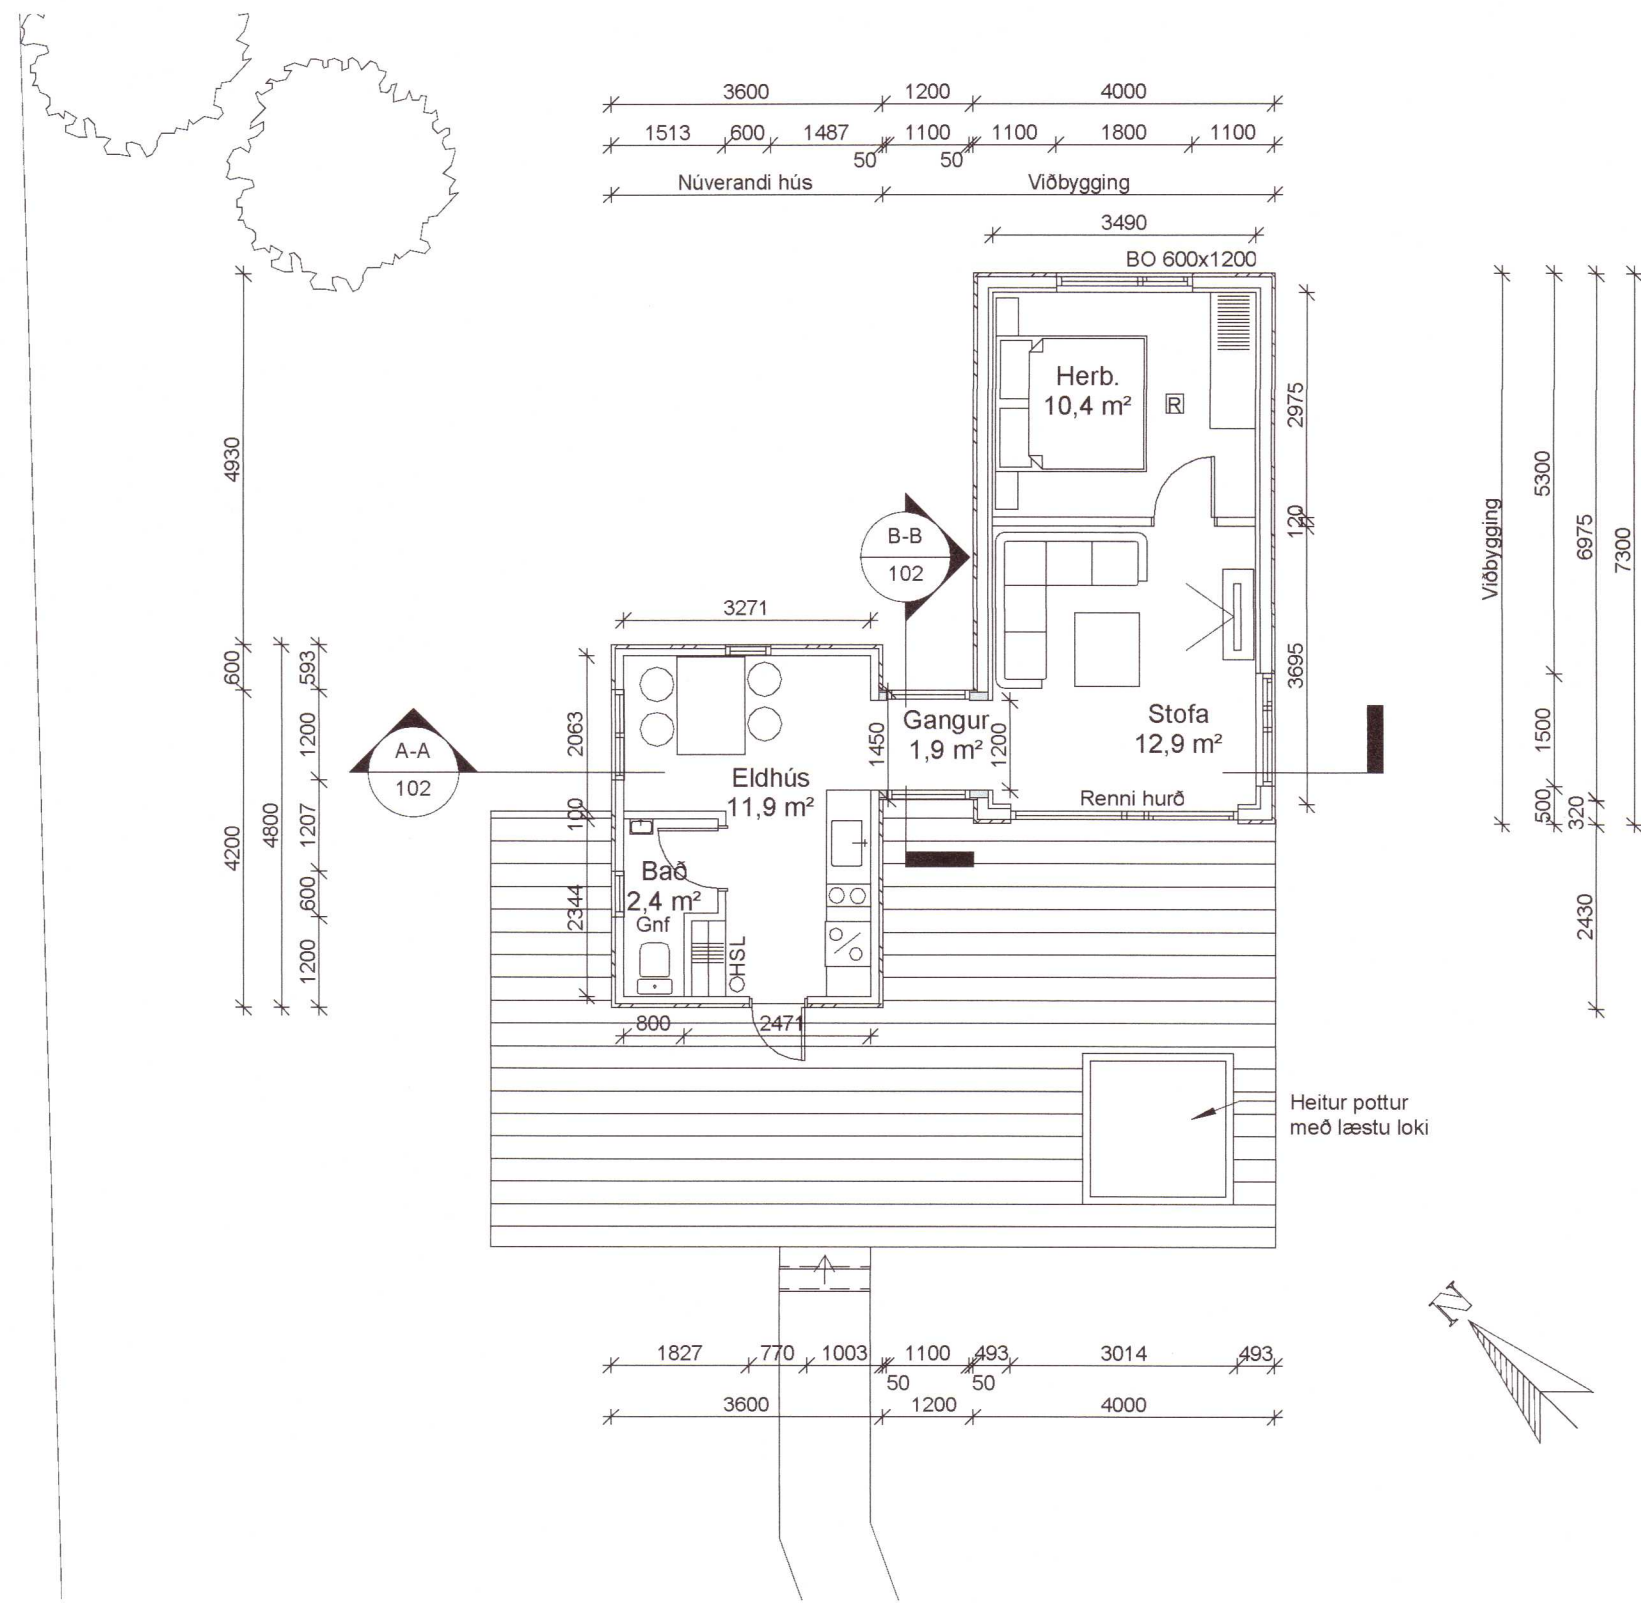 3600 1200 4000
1513 600 1487 1100 1100 1800 1100
50 50
Núverandi hús Viðbygging
3490
BO 600x1200
Herb.
10,4 m²
R
2975
120
3695
B-B
102
3271
4930
600
4200
4800
593
1200
1207
600
1200
2063
100
2344
A-A
102
Eldhús
11,9 m²
1450
Gangur
1,9 m²
1200
Stofa
12,9 m²
Renni hurð
Bað
2,4 m²
Gnf
HSL
800 2471
Viðbygging
5300
1500
500
6975
320
2430
7300
Heitur pottur
með læstu loki
N
1827 770 1003 1100 493 3014 493
50 50
3600 1200 4000